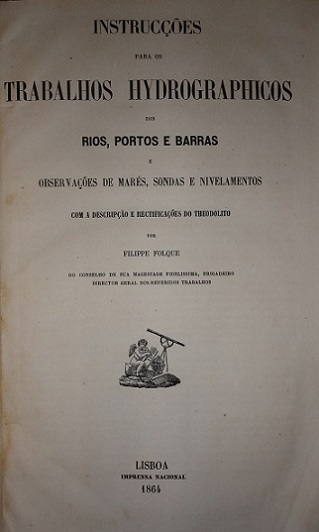 INSTRUCÇÕES
PARA OS
TRABALHOS HYDROGRAPHICOS
DOS
RIOS, PORTOS E BARRAS
E
OBSERVAÇÕES DE MARÉS, SONDAS E NIVELAMENTOS
COM A DESCRIPÇÃO E RECTIFICAÇÕES DO THEODOLITO
POR
FILIPPE FOLQUE
DO CONSELHO DE SUA MAGESTADE FIDELISSIMA, BRIGADEIRO
DIRECTOR GERAL DOS REFERIDOS TRABALHOS
LISBOA
IMPRENSA NACIONAL
1864